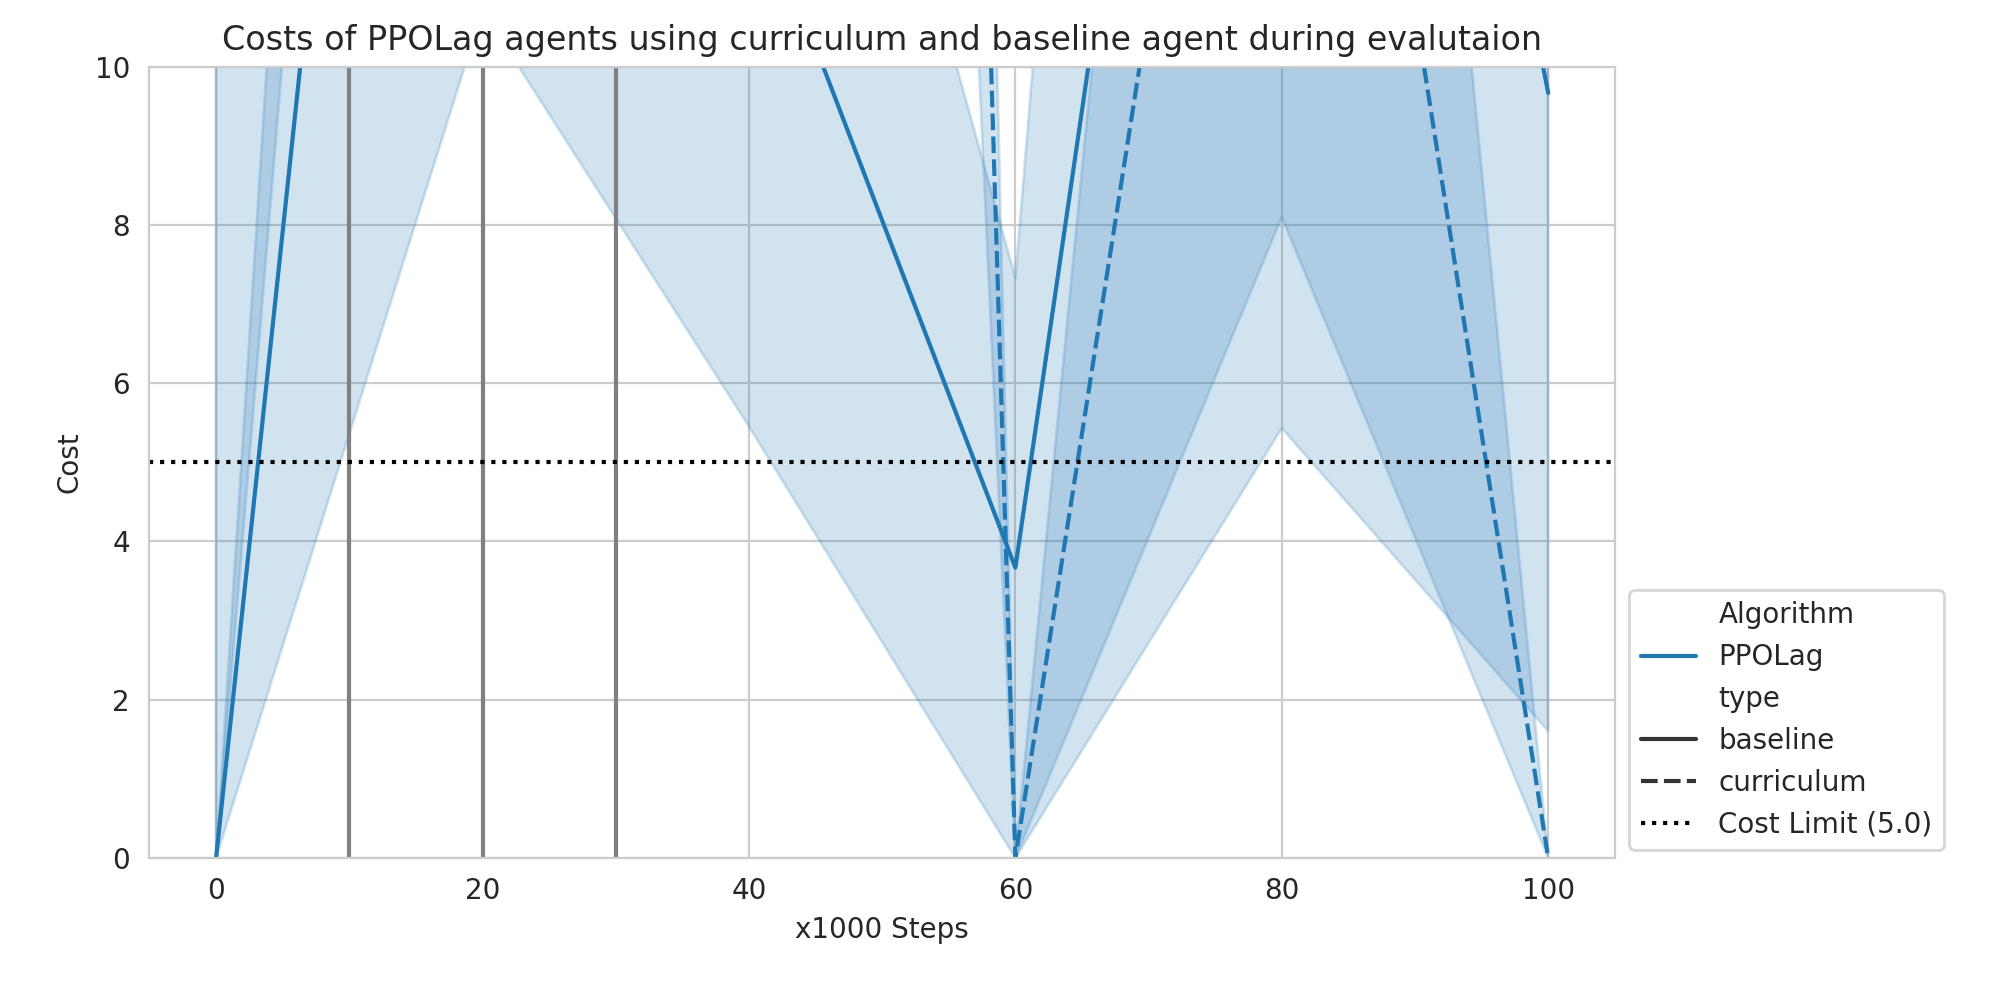 Costs of PPOLag agents using curriculum and baseline agent during evalutaion
10
8
6
4
2
0
Cost
0 20 40 60 80 100
x1000 Steps
Algorithm
PPOLag
type
baseline
curriculum
Cost Limit (5.0)